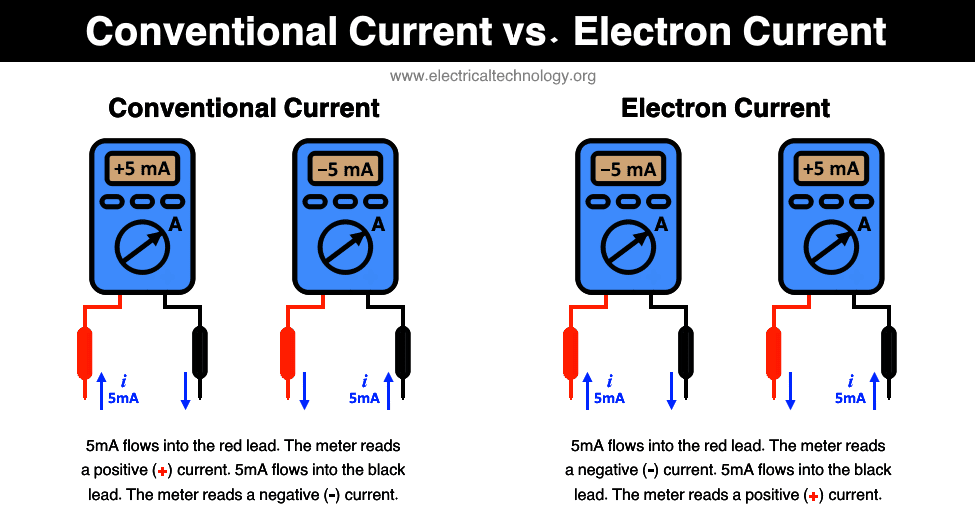 Conventional Current vs. Electron Current
www.electricaltechnology.org
Conventional Current
Electron Current
+5 mA
A
i
5mA
–5 mA
A
i
5mA
–5 mA
A
i
5mA
+5 mA
A
i
5mA
5mA flows into the red lead. The meter reads
a positive (+) current. 5mA flows into the black
lead. The meter reads a negative (-) current.
5mA flows into the red lead. The meter reads
a negative (-) current. 5mA flows into the black
lead. The meter reads a positive (+) current.